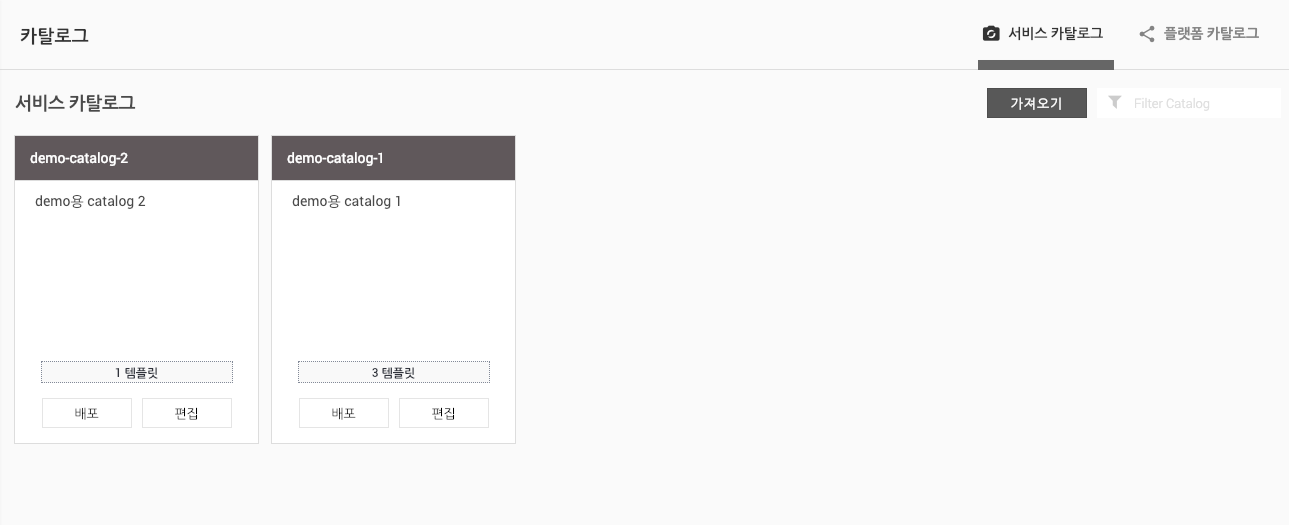 카탈로그
서비스 카탈로그
플랫폼 카탈로그
서비스 카탈로그
가져오기
Filter Catalog
demo-catalog-2
demo용 catalog 2
1 템플릿
배포
편집
demo-catalog-1
demo용 catalog 1
3 템플릿
배포
편집